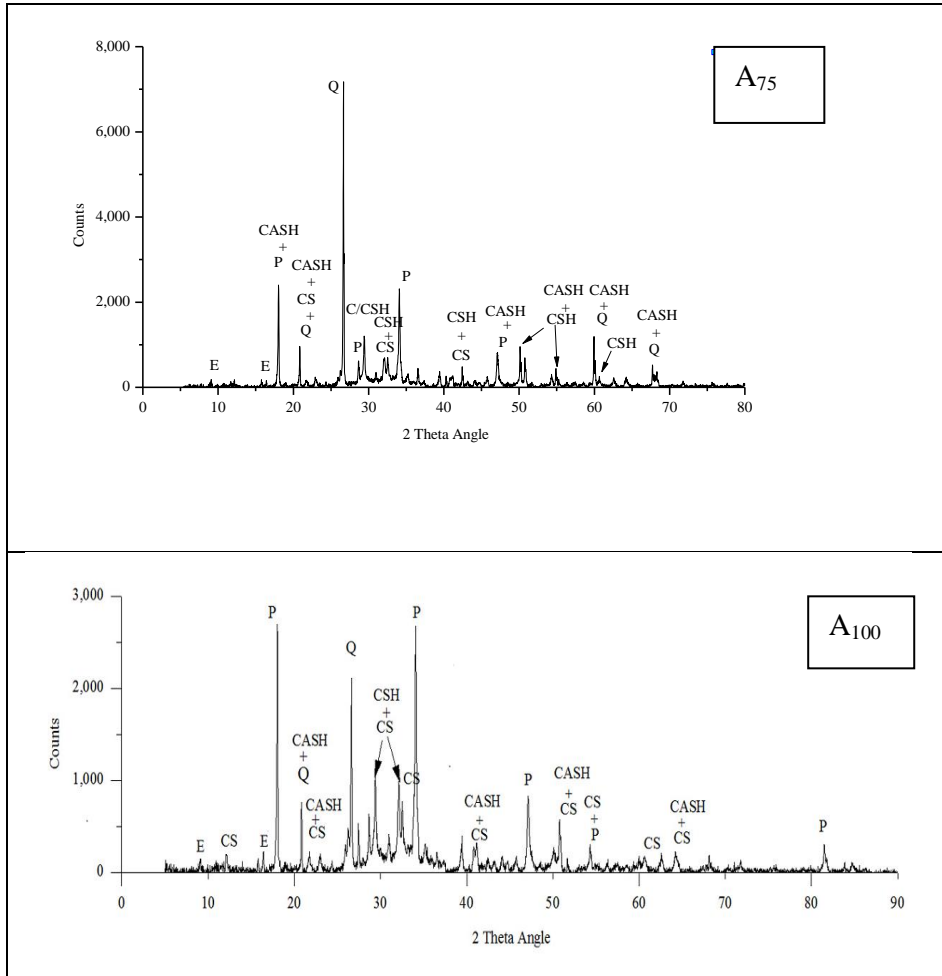 A75
8,000
6,000
4,000
2,000
0
Counts
Q
CASH
+
P
CASH
+
CS
+
Q
E
E
C/CSH
P
CSH
+
CS
P
CSH
+
CS
CASH
+
P
CASH
+
CSH
CASH
+
Q
CSH
CASH
+
Q
0 10 20 30 40 50 60 70 80
2 Theta Angle
A100
3,000
2,000
1,000
0
Counts
P
Q
P
CSH
+
CS
CASH
+
Q
CS
CASH
+
CS
E
CS
E
CASH
+
CS
P
CASH
+
CS
CS
+
P
CS
CASH
+
CS
P
0 10 20 30 40 50 60 70 80 90
2 Theta Angle